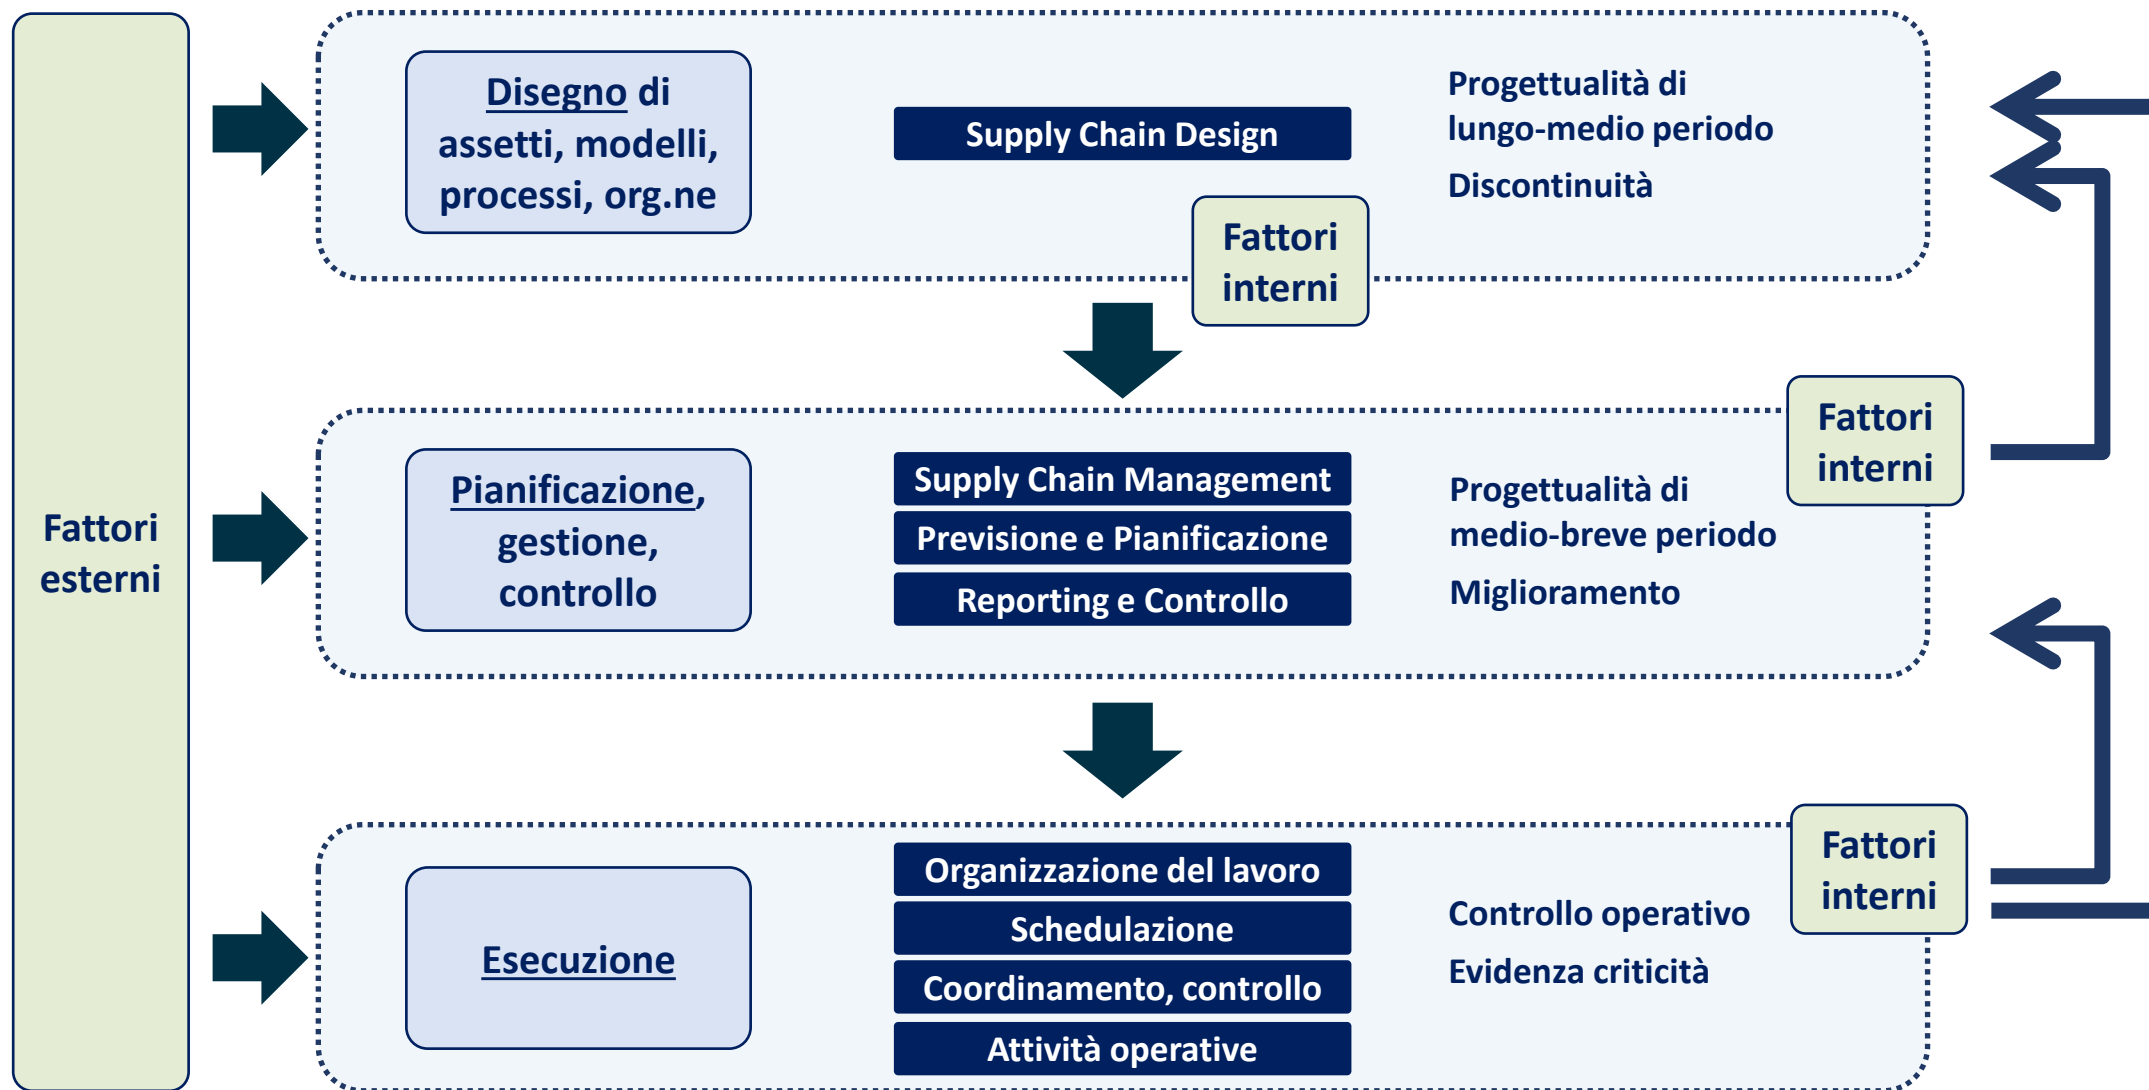 Fattori
esterni
Disegno di
assetti, modelli,
processi, org.ne
Supply Chain Design
Progettualità di
lungo-medio periodo
Discontinuità
Fattori
interni
Pianificazione,
gestione,
controllo
Supply Chain Management
Previsione e Pianificazione
Reporting e Controllo
Progettualità di
medio-breve periodo
Miglioramento
Fattori
interni
Esecuzione
Organizzazione del lavoro
Schedulazione
Coordinamento, controllo
Attività operative
Controllo operativo
Evidenza criticità
Fattori
interni